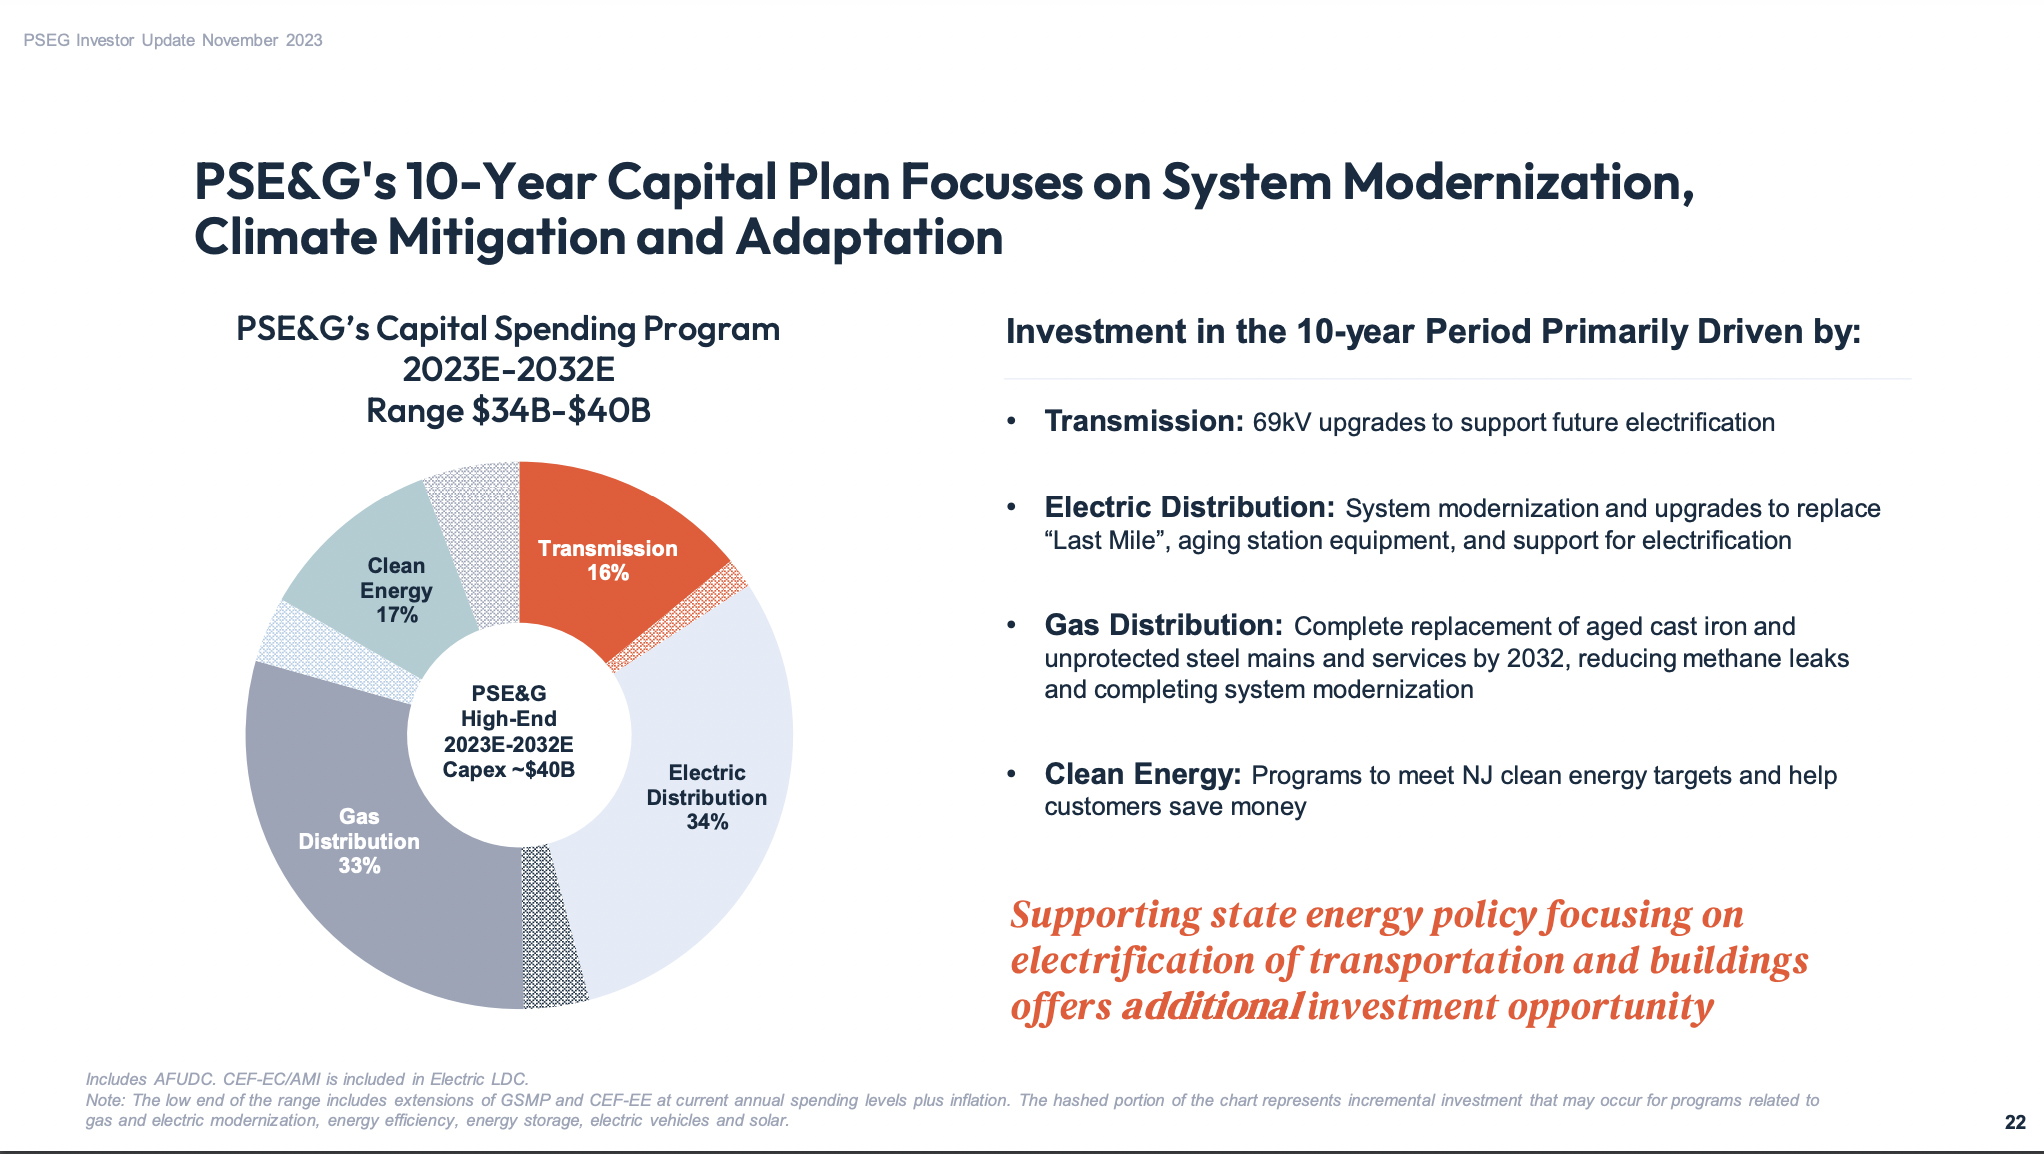 PSEG Investor Update November 2023
PSE&G's 10-Year Capital Plan Focuses on System Modernization,
Climate Mitigation and Adaptation
PSE&G’s Capital Spending Program
2023E-2032E
Range $34B-$40B
Transmission
16%
Clean
Energy
17%
PSE&G
High-End
2023E-2032E
Capex ~$40B
Electric
Distribution
34%
Gas
Distribution
33%
Investment in the 10-year Period Primarily Driven by:
• Transmission: 69kV upgrades to support future electrification
• Electric Distribution: System modernization and upgrades to replace
“Last Mile”, aging station equipment, and support for electrification
• Gas Distribution: Complete replacement of aged cast iron and
unprotected steel mains and services by 2032, reducing methane leaks
and completing system modernization
• Clean Energy: Programs to meet NJ clean energy targets and help
customers save money
Supporting state energy policy focusing on
electrification of transportation and buildings
offers additional investment opportunity
Includes AFUDC. CEF-EC/AMI is included in Electric LDC.
Note: The low end of the range includes extensions of GSMP and CEF-EE at current annual spending levels plus inflation. The hashed portion of the chart represents incremental investment that may occur for programs related to
gas and electric modernization, energy efficiency, energy storage, electric vehicles and solar.
22